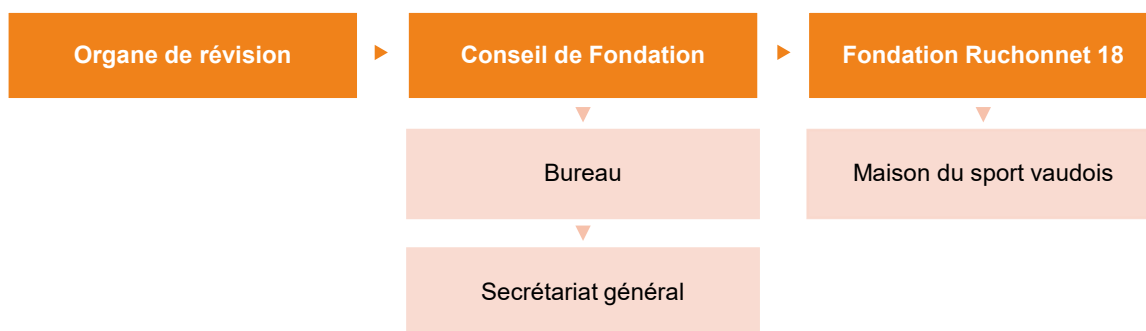 Organe de révision
Conseil de Fondation
Fondation Ruchonnet 18
Bureau
Maison du sport vaudois
Secrétariat général